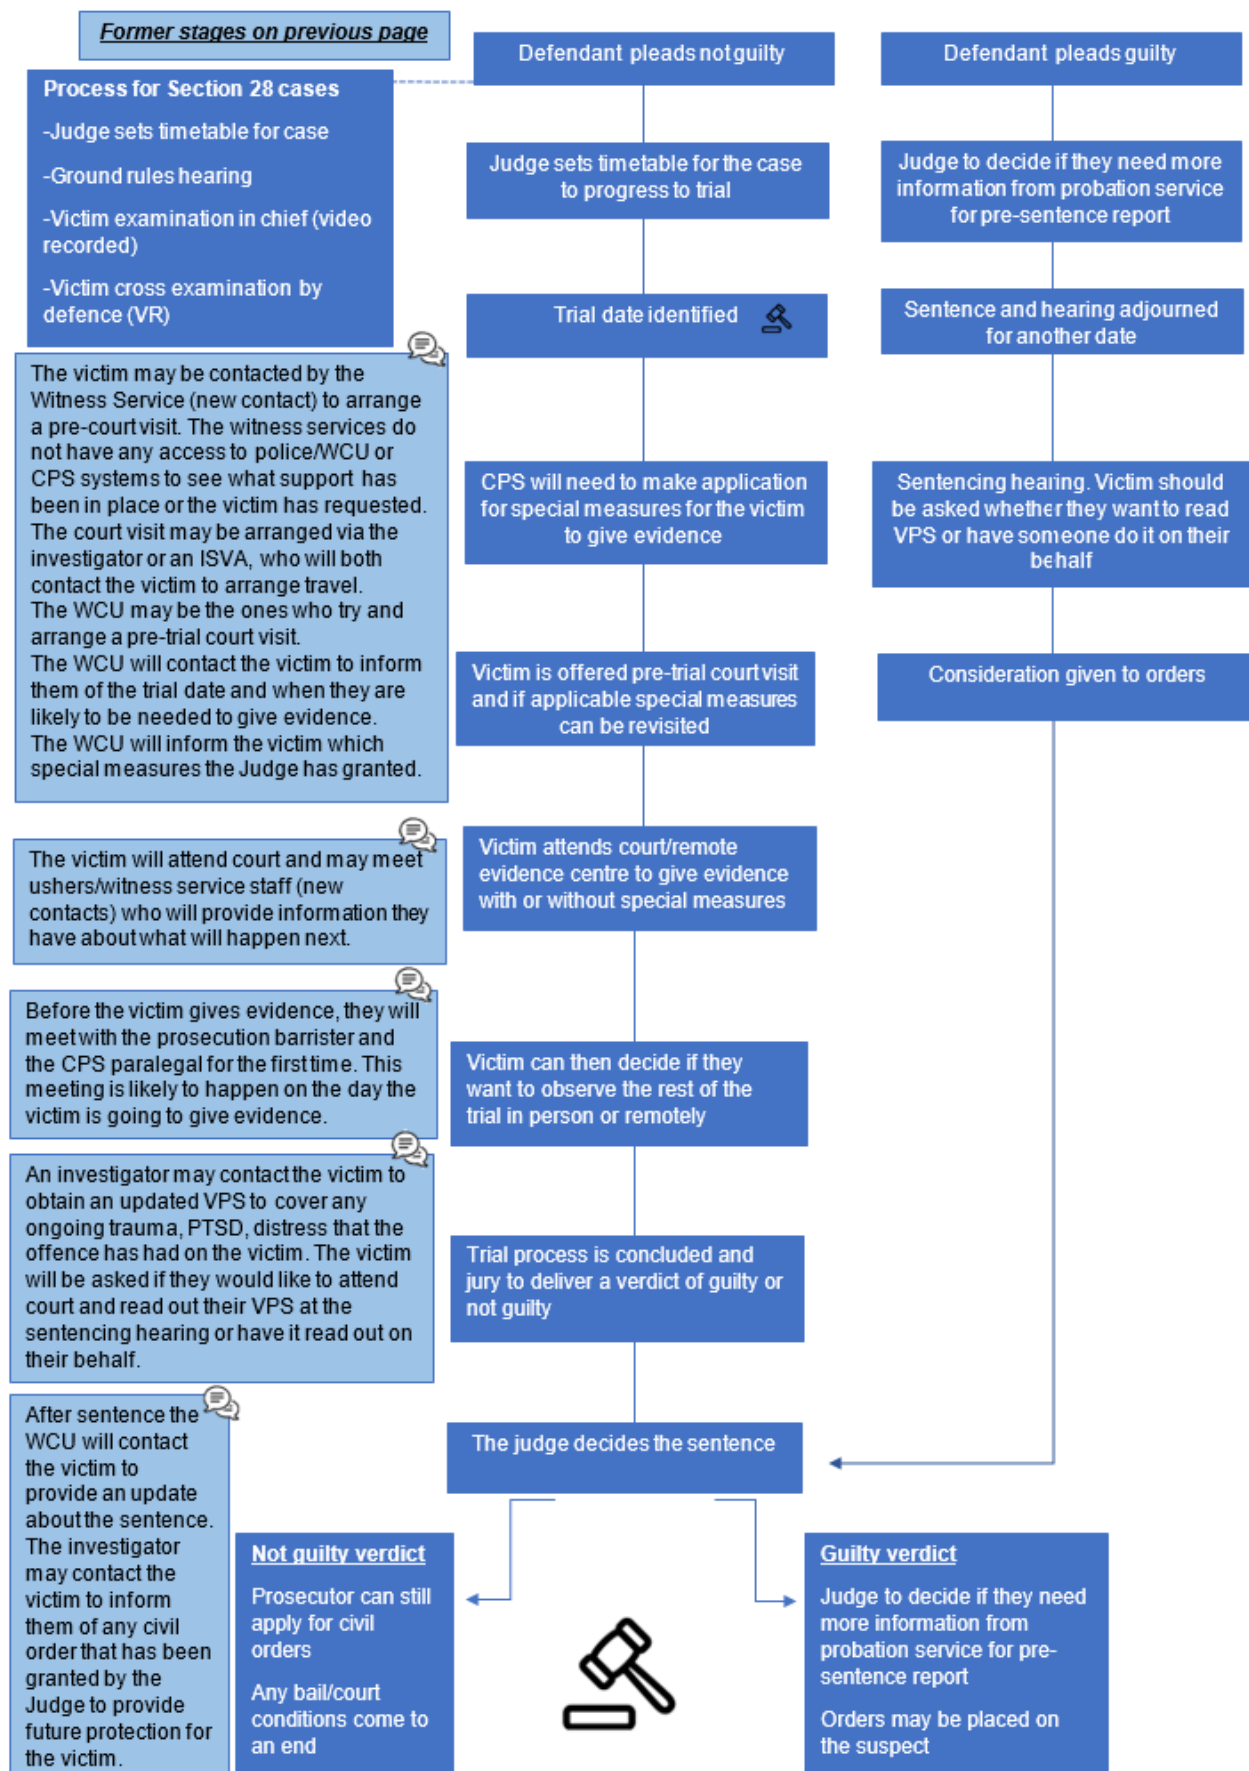 Former stages on previous page
Defendant pleads not guilty
Defendant pleads guilty
Process for Section 28 cases
-Judge sets timetable for case
-Ground rules hearing
-Victim examination in chief (video
recorded)
-Victim cross examination by
defence (VR)
Judge sets timetable for the case
to progress to trial
Judge to decide if they need more
information from probation service
for pre-sentence report
Trial date identified
Sentence and hearing adjourned
for another date
The victim may be contacted by the
Witness Service (new contact) to arrange
a pre-court visit. The witness services do
not have any access to police/WCU or
CPS systems to see what support has
been in place or the victim has requested.
The court visit may be arranged via the
investigator or an ISVA, who will both
contact the victim to arrange travel.
The WCU may be the ones who try and
arrange a pre-trial court visit.
The WCU will contact the victim to inform
them of the trial date and when they are
likely to be needed to give evidence.
The WCU will inform the victim which
special measures the Judge has granted.
CPS will need to make application
for special measures for the victim
to give evidence
Sentencing hearing. Victim should
be asked whether they want to read
VPS or have someone do it on their
behalf
Victim is offered pre-trial court visit
and if applicable special measures
can be revisited
Consideration given to orders
The victim will attend court and may meet
ushers/witness service staff (new
contacts) who will provide information they
have about what will happen next.
Victim attends court/remote
evidence centre to give evidence
with or without special measures
Before the victim gives evidence, they will
meet with the prosecution barrister and
the CPS paralegal for the first time. This
meeting is likely to happen on the day the
victim is going to give evidence.
Victim can then decide if they
want to observe the rest of the
trial in person or remotely
An investigator may contact the victim to
obtain an updated VPS to cover any
ongoing trauma, PTSD, distress that the
offence has had on the victim. The victim
will be asked if they would like to attend
court and read out their VPS at the
sentencing hearing or have it read out on
their behalf.
Trial process is concluded and
jury to deliver a verdict of guilty or
not guilty
The judge decides the sentence
After sentence the
WCU will contact
the victim to
provide an update
about the sentence.
The investigator
may contact the
victim to inform
them of any civil
order that has been
granted by the
Judge to provide
future protection for
the victim.
Not guilty verdict
Prosecutor can still
apply for civil
orders
Any bail/court
conditions come to
an end
Guilty verdict
Judge to decide if they need
more information from
probation service for pre-
sentence report
Orders may be placed on
the suspect